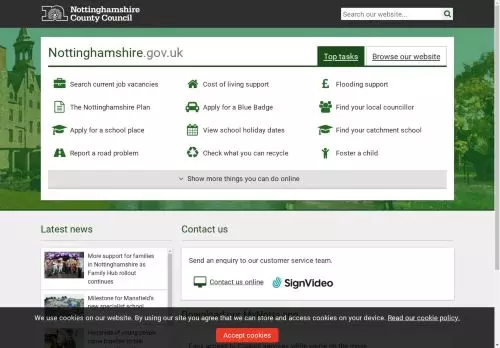 Nottinghamshire
County Council
Search our website...
Nottinghamshire.gov.uk
Top tasks
Browse our website
Search current job vacancies
Cost of living support
Flooding support
The Nottinghamshire Plan
Apply for a Blue Badge
Find your local councillor
Apply for a school place
View school holiday dates
Find your catchment school
Report a road problem
Check what you can recycle
Foster a child
Show more things you can do online
Latest news
More support for families
in Nottinghamshire as
Family Hub rollout
continues
Milestone for Mansfield's
new specialist school
Contact us
Send an enquiry to our customer service team.
Contact us online
SignVideo
We use cookies on our website. By using our site you agree that we can store and access cookies on your device. Read our cookie policy.
Accept cookies